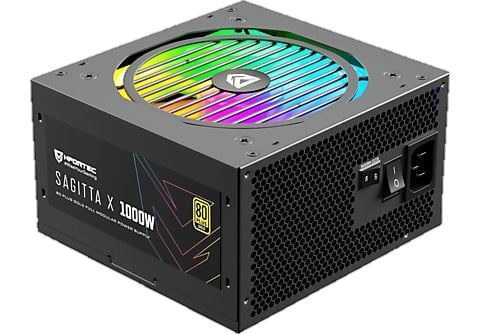 NFORTEC
SAGITTA X 1000W
80 PLUS GOLD FULL MODULAR POWER SUPPLY
80
PLUS
GOLD
I
O